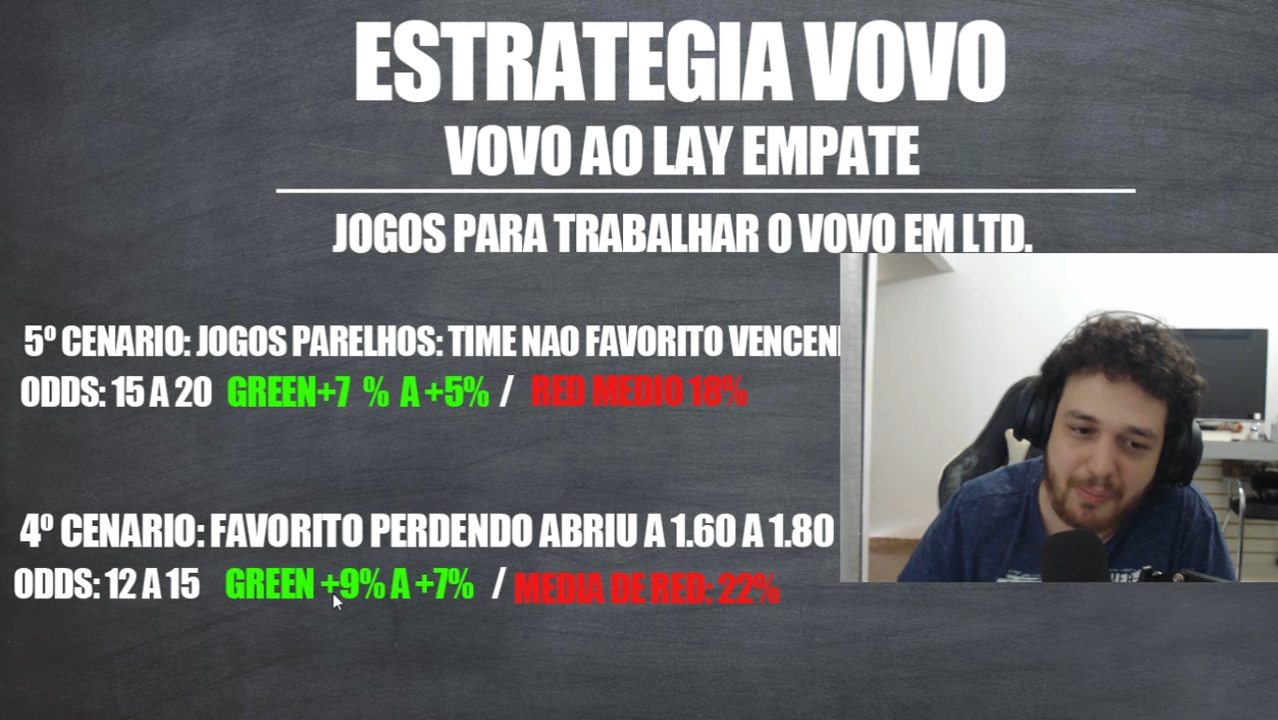 ESTRATEGIA VOVO
VOVO AO LAY EMPATE
JOGOS PARA TRABALHAR O VOVO EM LTD.
5º CENARIO: JOGOS PARELHOS: TIME NAO FAVORITO
ODDS: 15 A 20 GREEN+7 % A +5% / RED MEDIO 18%
4º CENARIO: FAVORITO PERDENDO ABRIU A 1.60 A 1.80
ODDS: 12 A 15 GREEN +9% A +7% / MEDIA DE RED: 22%